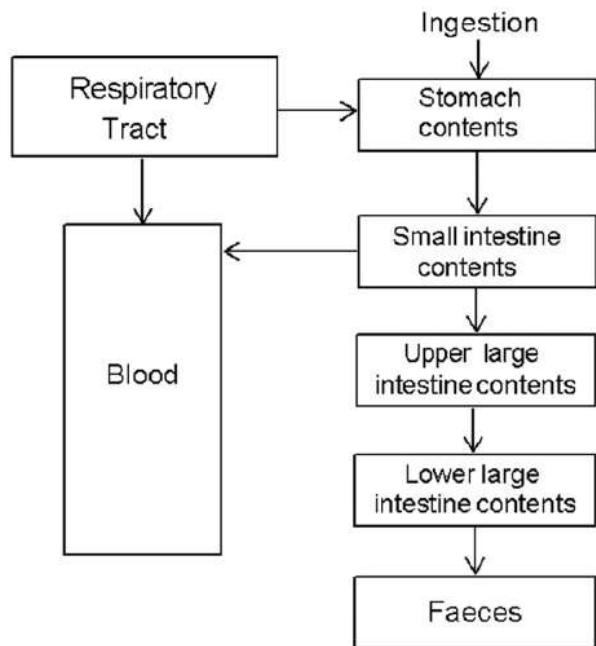 Ingestion
Respiratory
Tract
Stomach
contents
Small intestine
contents
Blood
Upper large
intestine contents
Lower large
intestine contents
Faeces